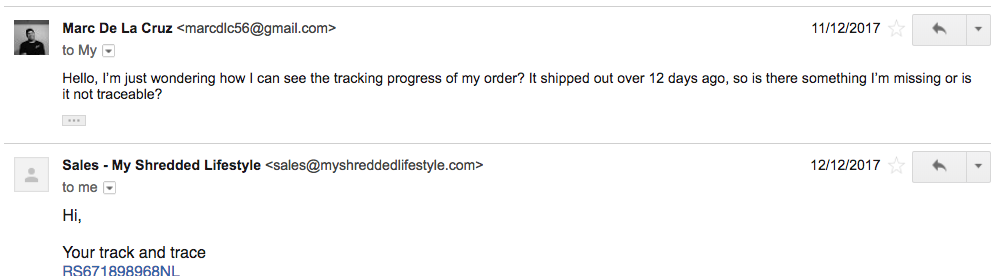 Marc De La Cruz <marcdlc56@gmail.com> 11/12/2017
to My
Hello, I'm just wondering how I can see the tracking progress of my order? It shipped out over 12 days ago, so is there something I'm missing or is
it not traceable?
Sales - My Shredded Lifestyle <sales@myshreddedlifestyle.com> 12/12/2017
to me
Hi,
Your track and trace
RS671898968NL